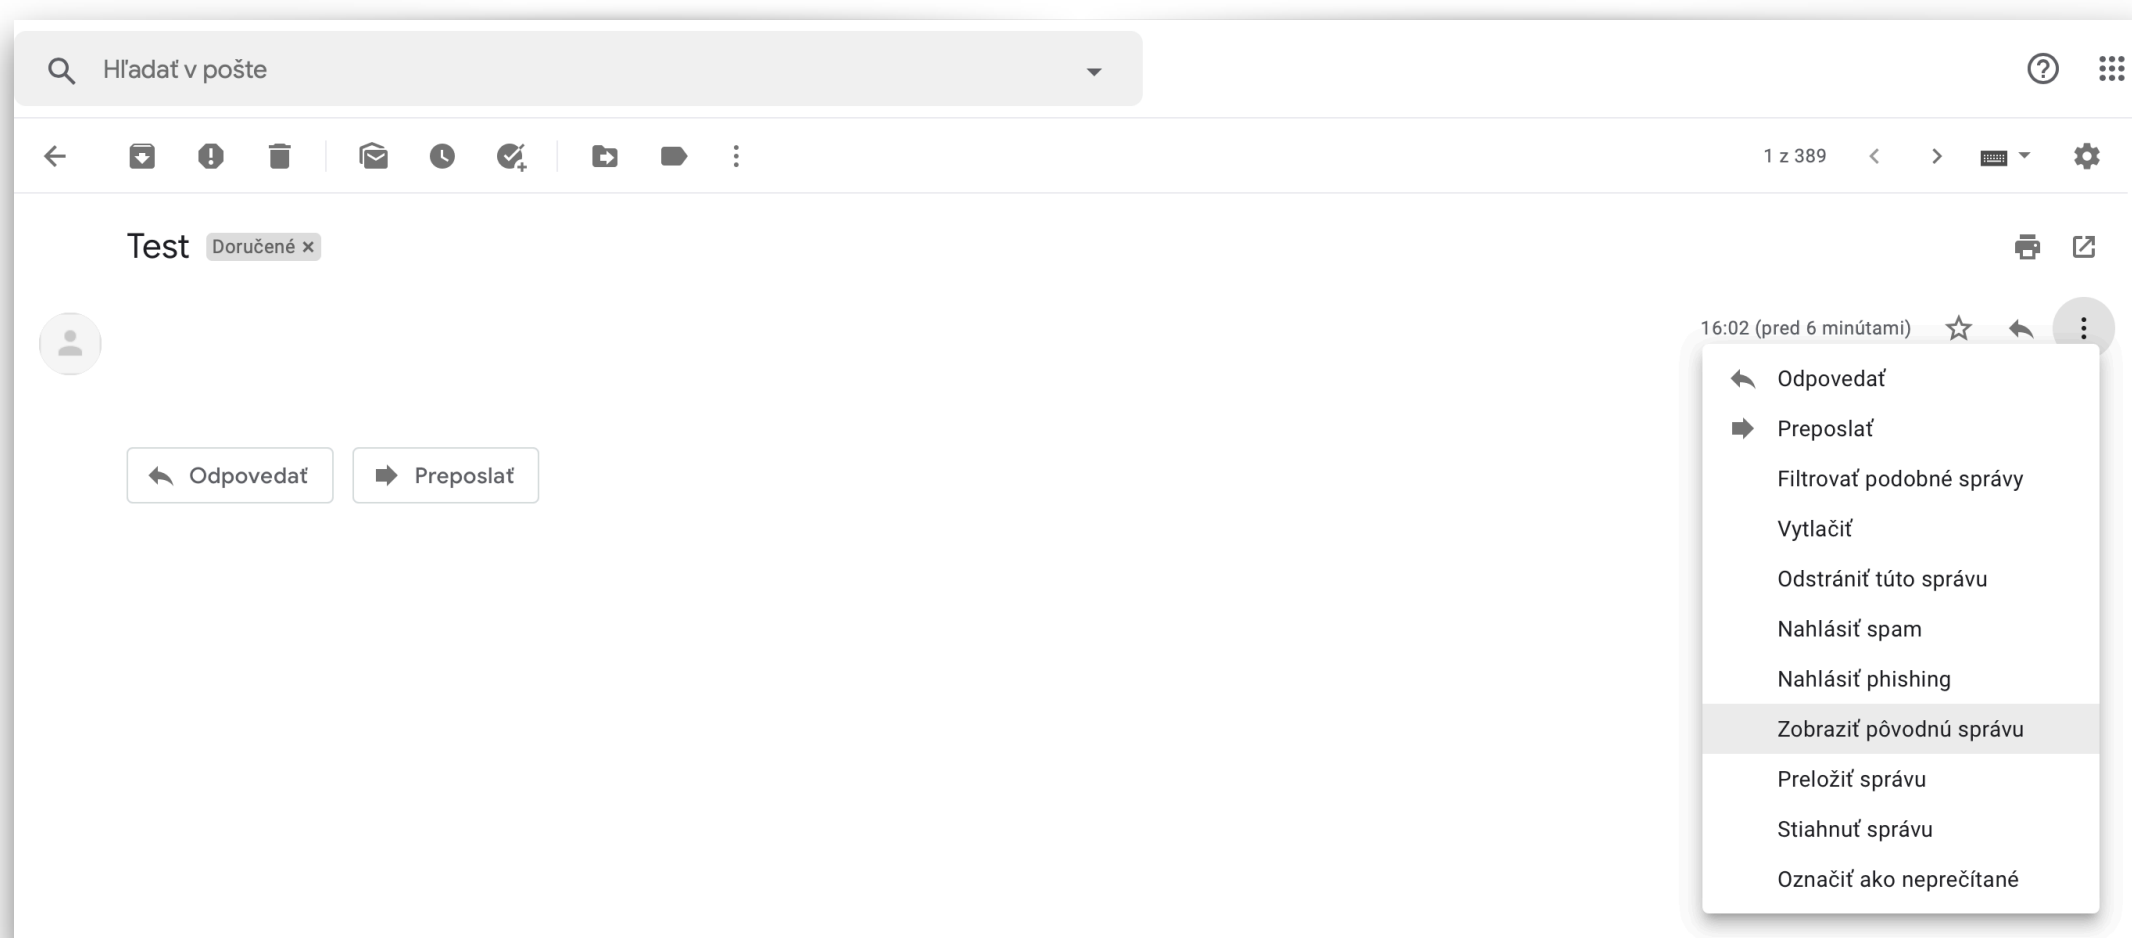 Hľadať v pošte
1 z 389
Test Doručené ×
16:02 (pred 6 minútami)
Odpovedať
Preposlať
Odpovedať
Preposlať
Filtrovať podobné správy
Vytlačiť
Odstrániť túto správu
Nahlásiť spam
Nahlásiť phishing
Zobraziť pôvodnú správu
Preložiť správu
Stiahnuť správu
Označiť ako neprečítané